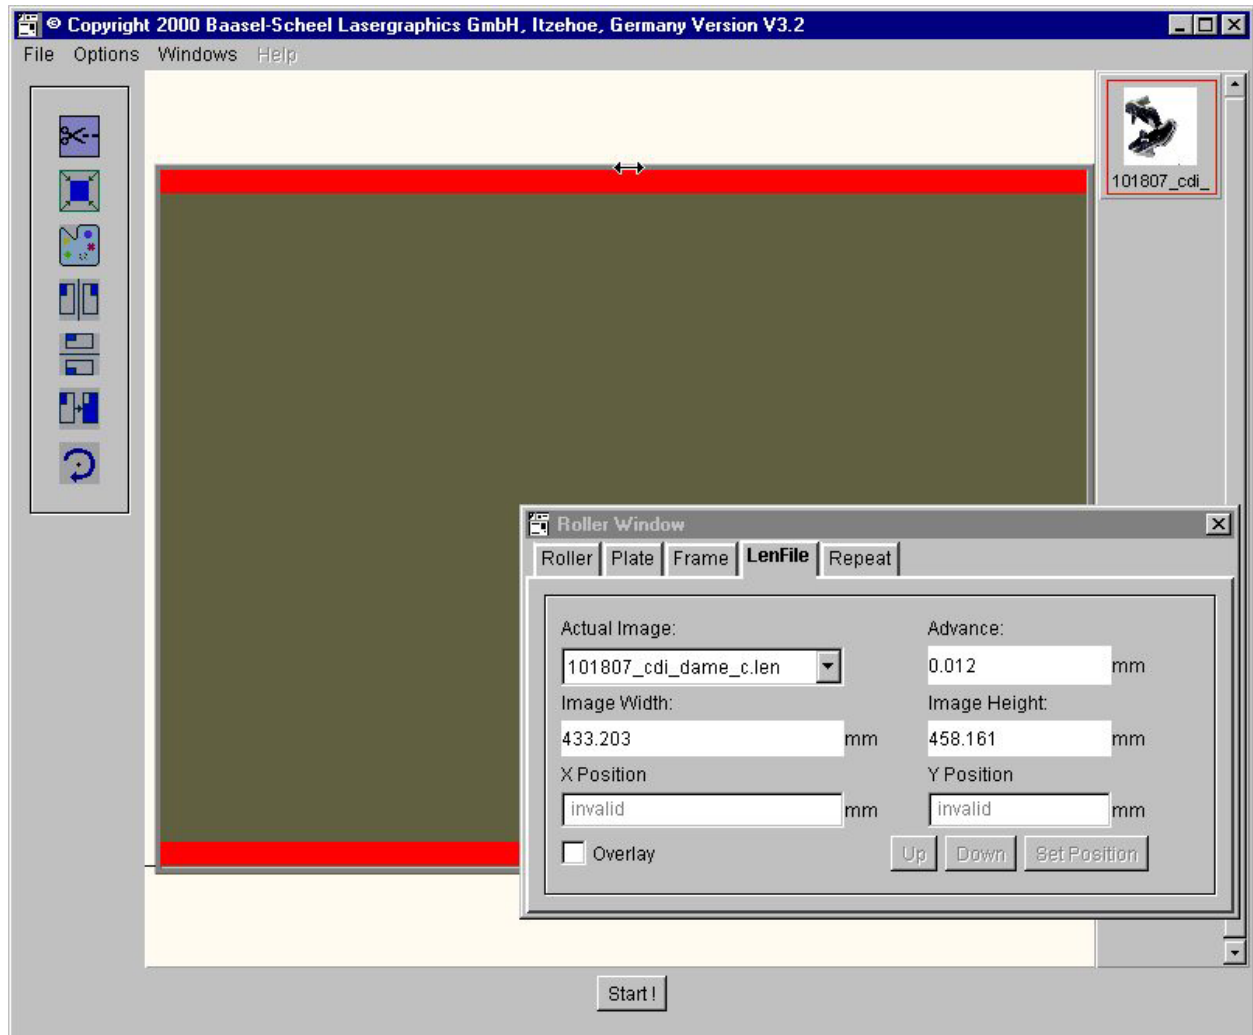 © Copyright 2000 Baasel-Scheel Lasergraphics GmbH, Itzehoe, Germany Version V3.2
File Options Windows Help
101807_cdi_
Roller Window
Roller Plate Frame LenFile Repeat
Actual Image: Advance:
101807_cdi_dame_c.len 0.012 mm
Image Width: Image Height:
433.203 mm 458.161 mm
X Position Y Position
invalid mm invalid mm
Overlay Up Down Set Position
Start !